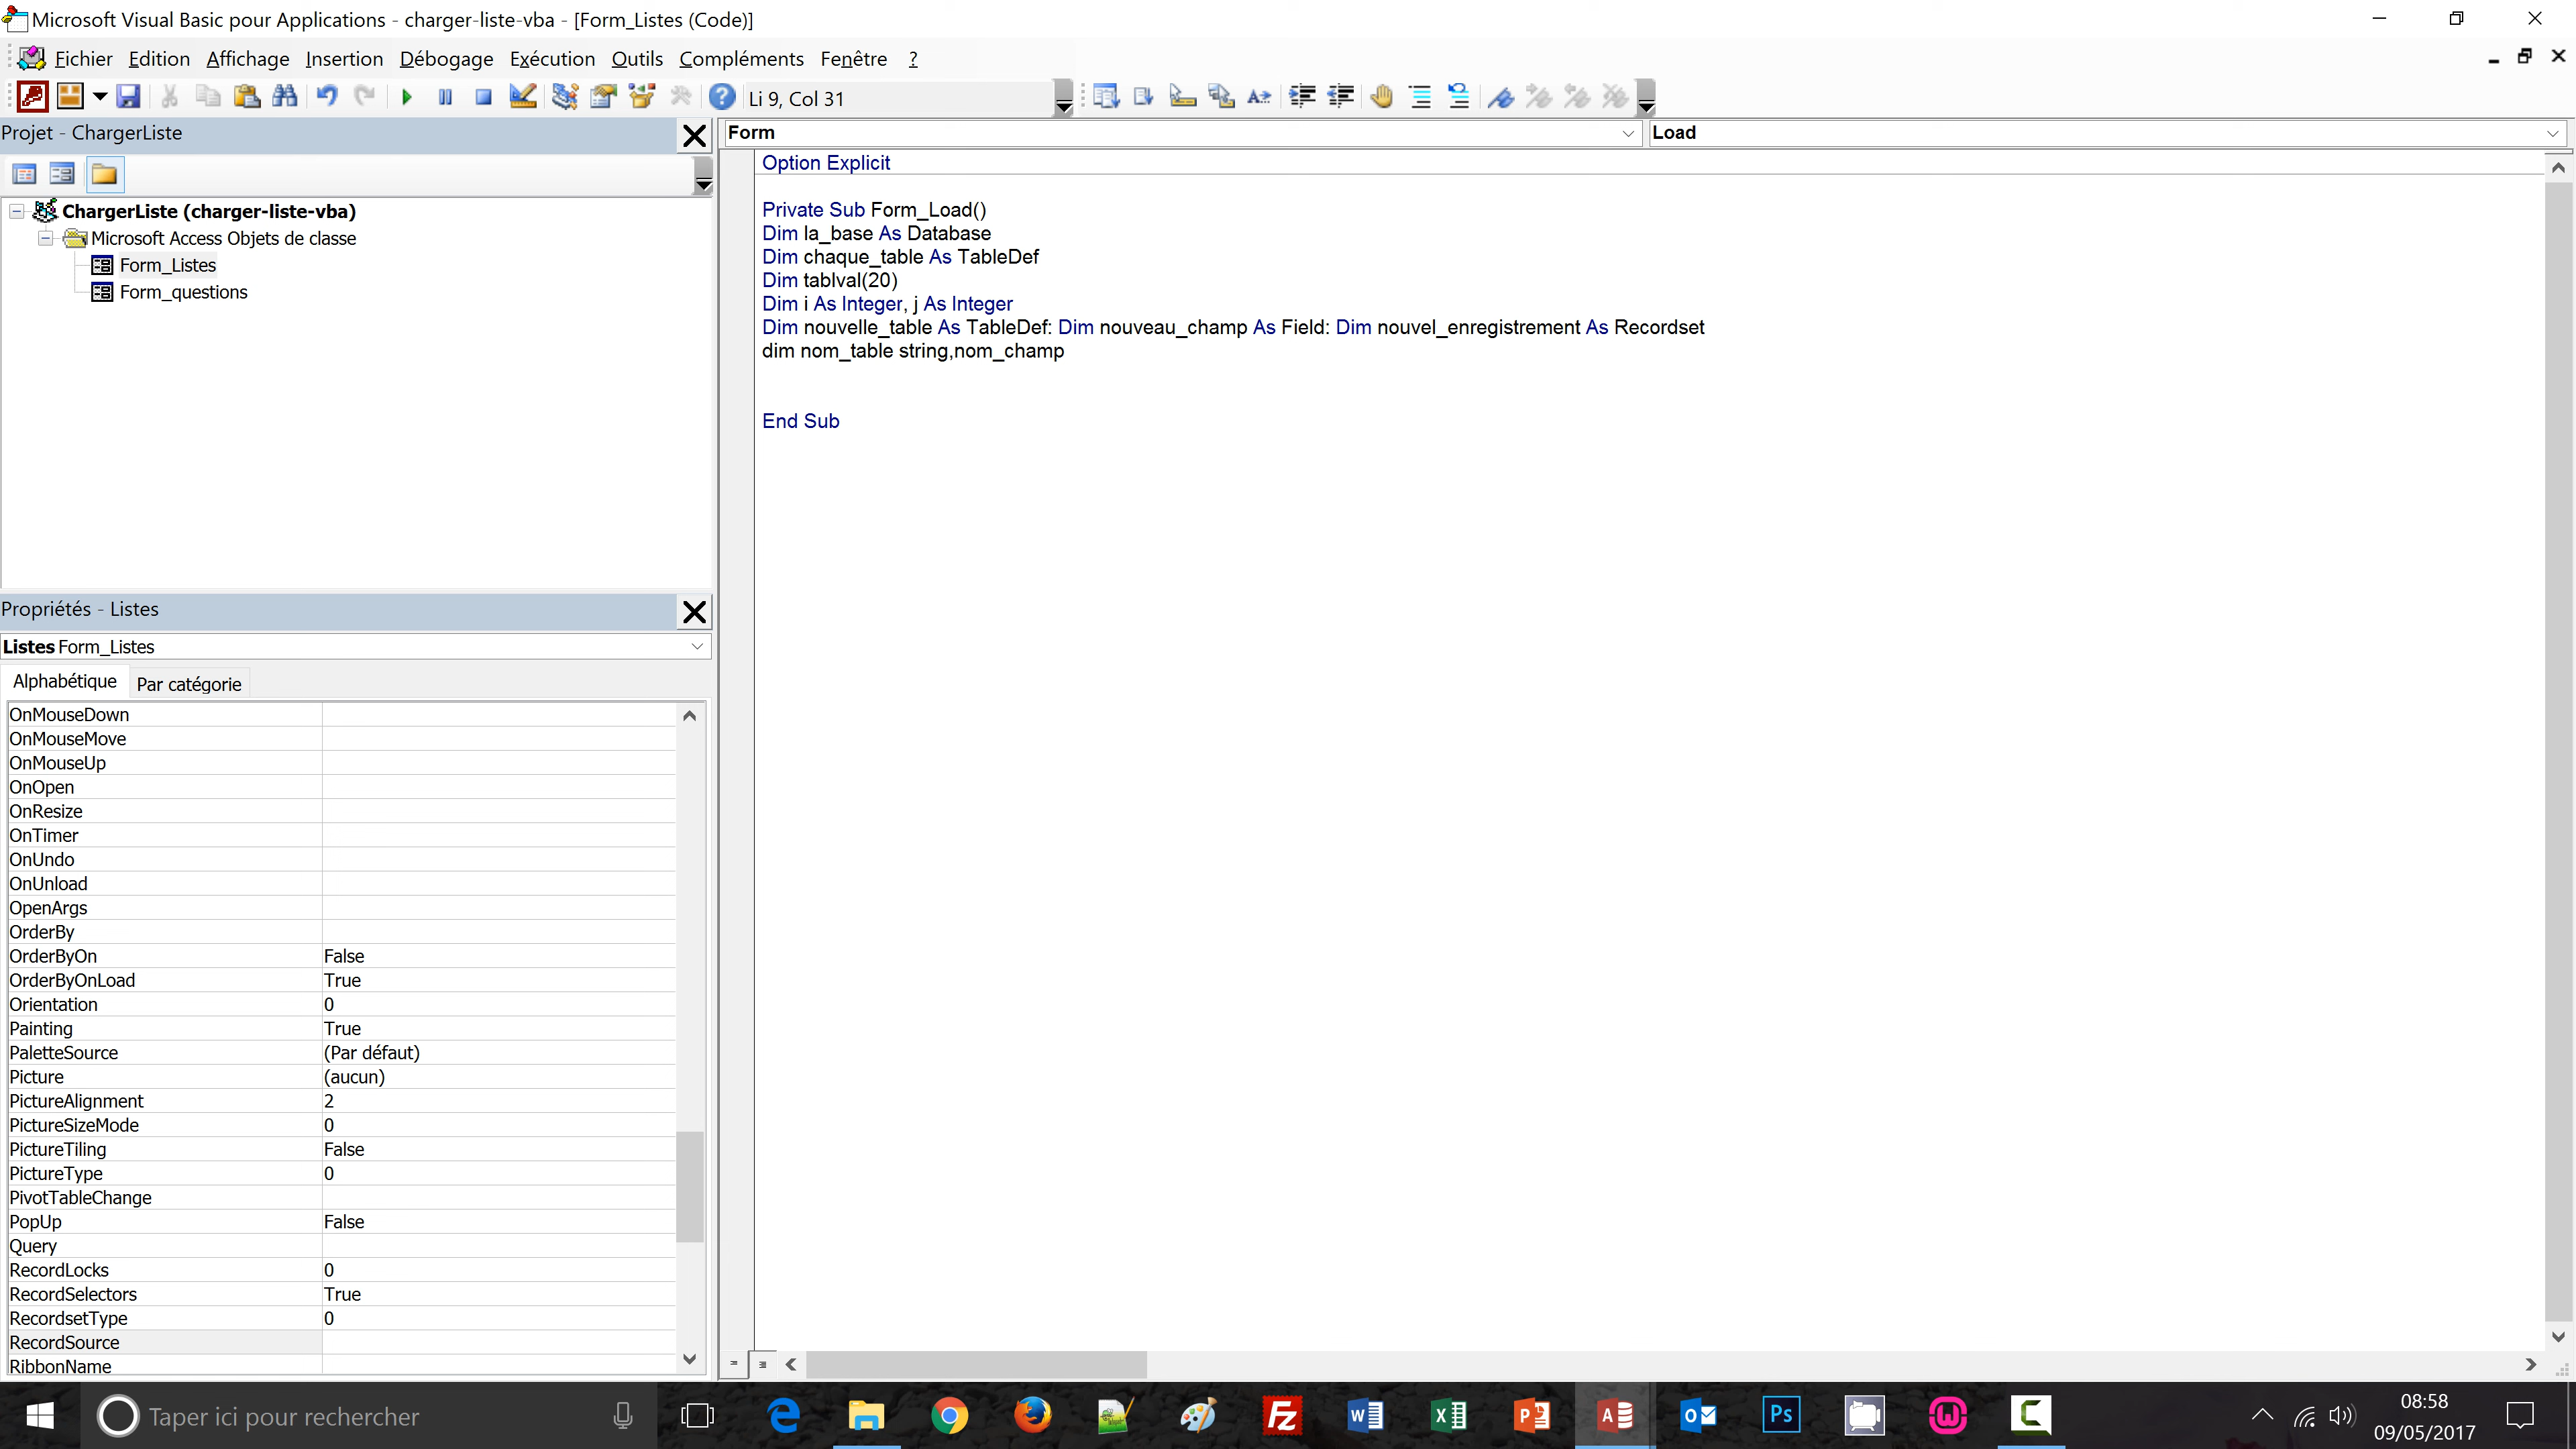 Microsoft Visual Basic pour Applications - charger-liste-vba - [Form_Listes (Code)]
Fichier Edition Affichage Insertion Débogage Exécution Outils Compléments Fenêtre ?
Li 9, Col 31
Projet - ChargerListe
Form
Load
ChargerListe (charger-liste-vba)
Microsoft Access Objets de classe
Form_Listes
Form_questions
Option Explicit
Private Sub Form_Load()
Dim la_base As Database
Dim chaque_table As TableDef
Dim tablval(20)
Dim i As Integer, j As Integer
Dim nouvelle_table As TableDef: Dim nouveau_champ As Field: Dim nouvel_enregistrement As Recordset
dim nom_table string,nom_champ
End Sub
Propriétés - Listes
Listes Form_Listes
Alphabétique Par catégorie
OnMouseDown
OnMouseMove
OnMouseUp
OnOpen
OnResize
OnTimer
OnUndo
OnUnload
OpenArgs
OrderBy
OrderByOn False
OrderByOnLoad True
Orientation 0
Painting True
PaletteSource (Par défaut)
Picture (aucun)
PictureAlignment 2
PictureSizeMode 0
PictureTiling False
PictureType 0
PivotTableChange
PopUp False
Query
RecordLocks 0
RecordSelectors True
RecordsetType 0
RecordSource
RibbonName
Taper ici pour rechercher
08:58
09/05/2017